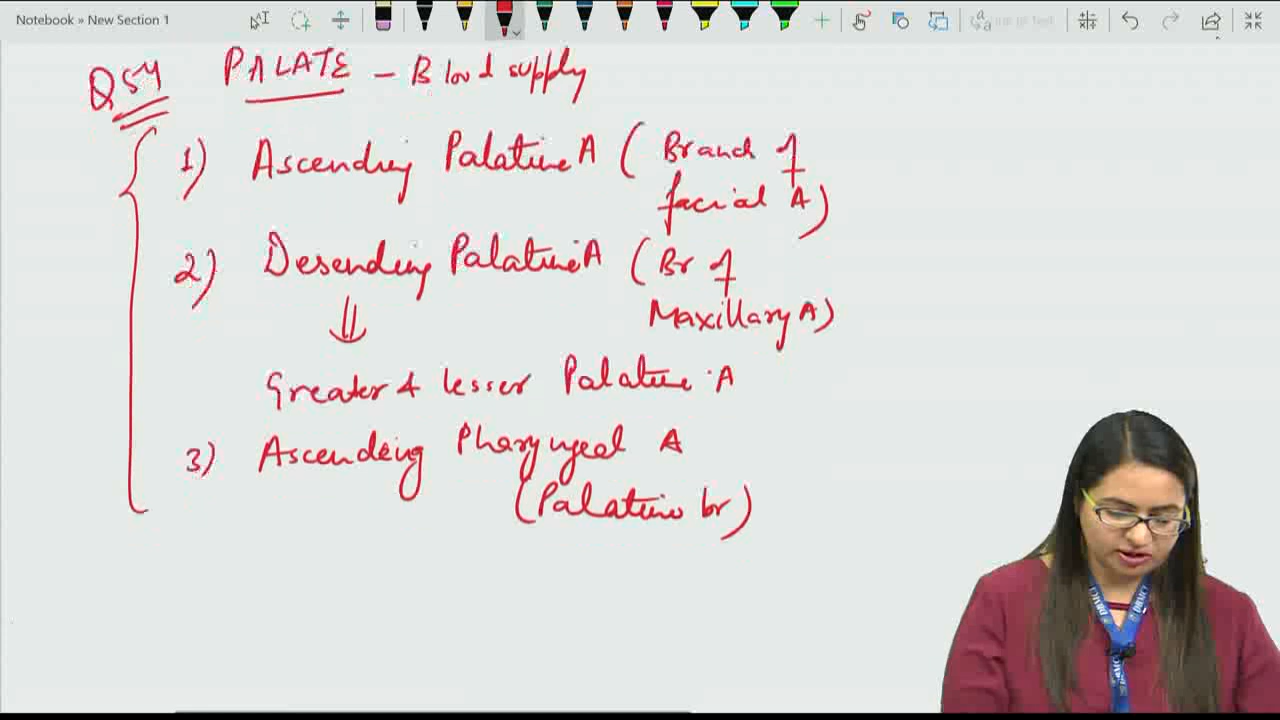 Notebook » New Section 1
Q54 PALATE - Blood supply
1) Ascending Palatine A (Branch of
facial A)
2) Desending Palatine A (Br of
Maxillary A)
Greater & lesser Palatine A
3) Ascending Pharyngeal A
(Palatine br)